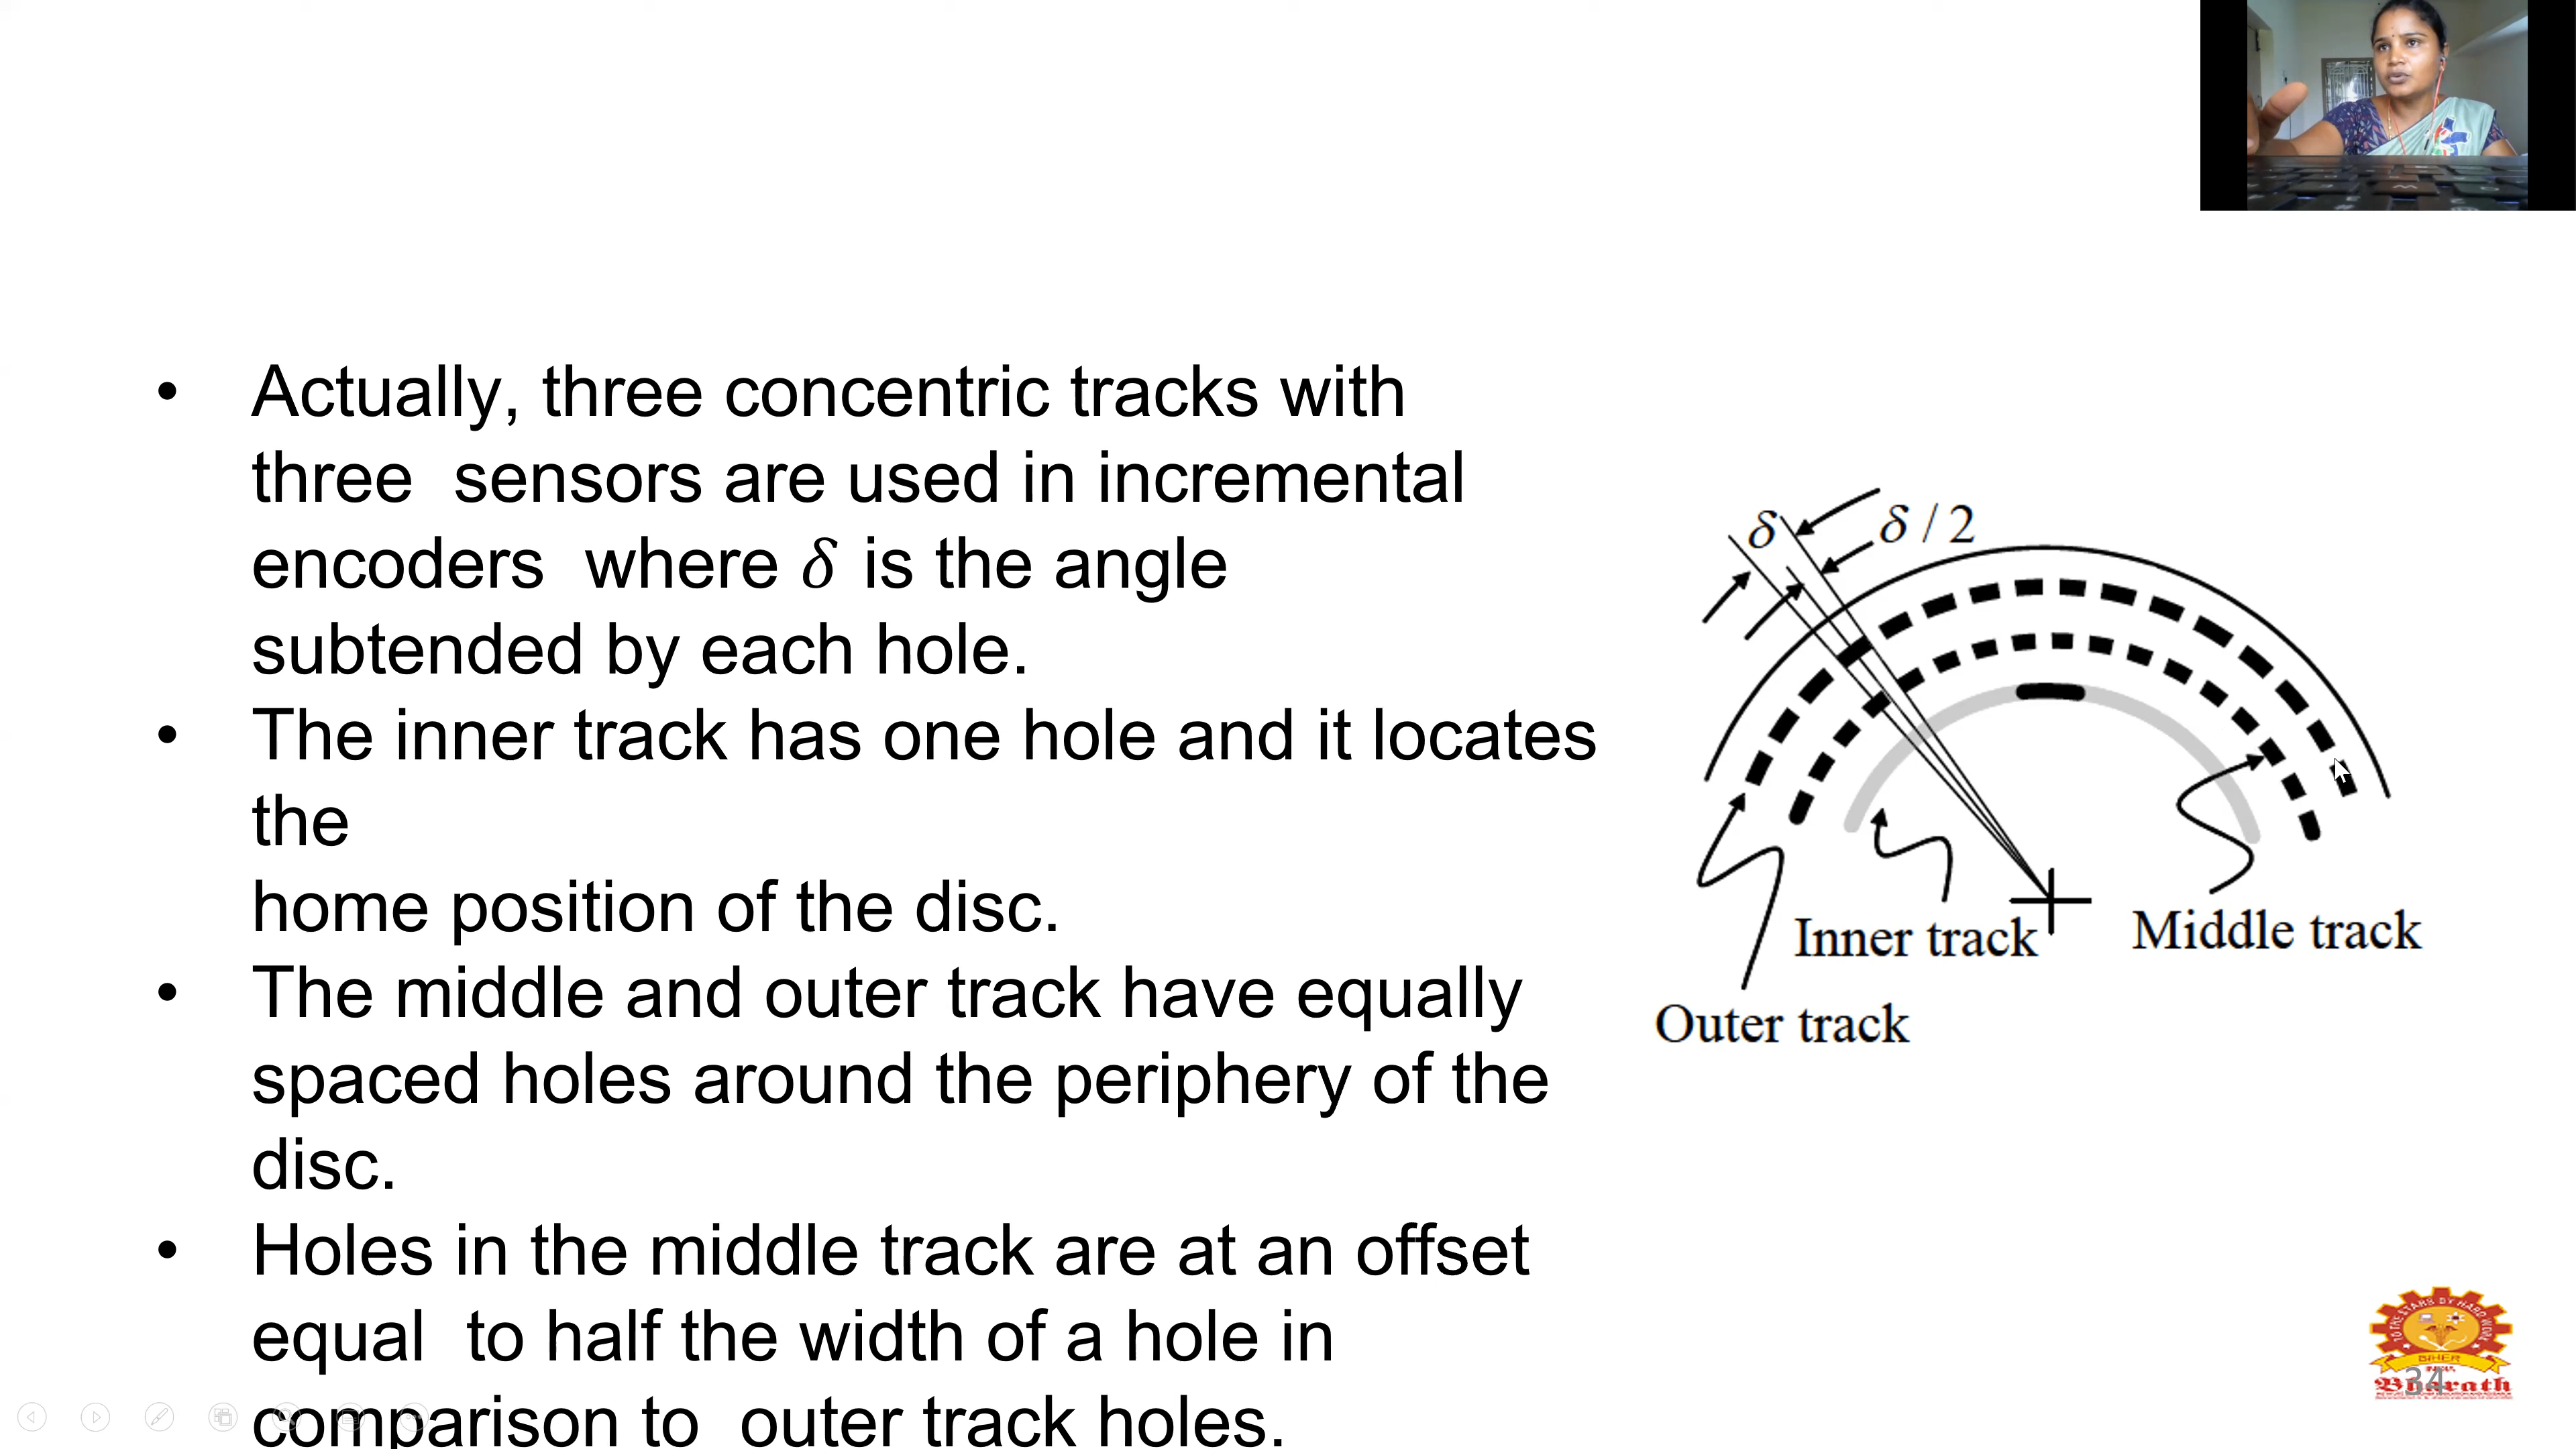 • Actually, three concentric tracks with
three sensors are used in incremental
encoders where δ is the angle
subtended by each hole.
• The inner track has one hole and it locates
the
home position of the disc.
• The middle and outer track have equally
spaced holes around the periphery of the
disc.
• Holes in the middle track are at an offset
equal to half the width of a hole in
comparison to outer track holes.
δ
δ / 2
Inner track
Middle track
Outer track
BIHER
Bharath
34